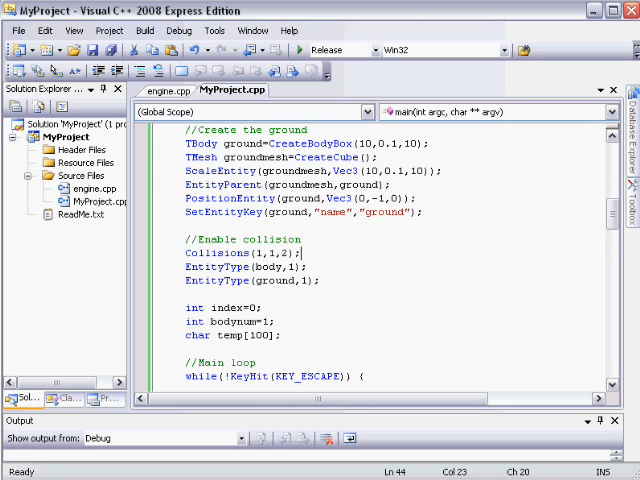 MyProject - Visual C++ 2008 Express Edition
File Edit View Project Build Debug Tools Window Help
Release Win32
Solution Explorer ...
engine.cpp MyProject.cpp
(Global Scope) main(int argc, char ** argv)
Solution 'MyProject' (1 pro
MyProject
Header Files
Resource Files
Source Files
engine.cpp
MyProject.cp
ReadMe.txt
//Create the ground
TBody ground=CreateBodyBox(10,0.1,10);
TMesh groundmesh=CreateCube();
ScaleEntity(groundmesh,Vec3(10,0.1,10));
EntityParent(groundmesh,ground);
PositionEntity(ground,Vec3(0,-1,0));
SetEntityKey(ground,"name","ground");
//Enable collision
Collisions(1,1,2);
EntityType(body,1);
EntityType(ground,1);
int index=0;
int bodynum=1;
char temp[100];
//Main loop
while(!KeyHit(KEY_ESCAPE)) {
Database Explorer
Toolbox
Sol... Cla... Pr...
Output
Show output from: Debug
Ready Ln 44 Col 23 Ch 20 INS